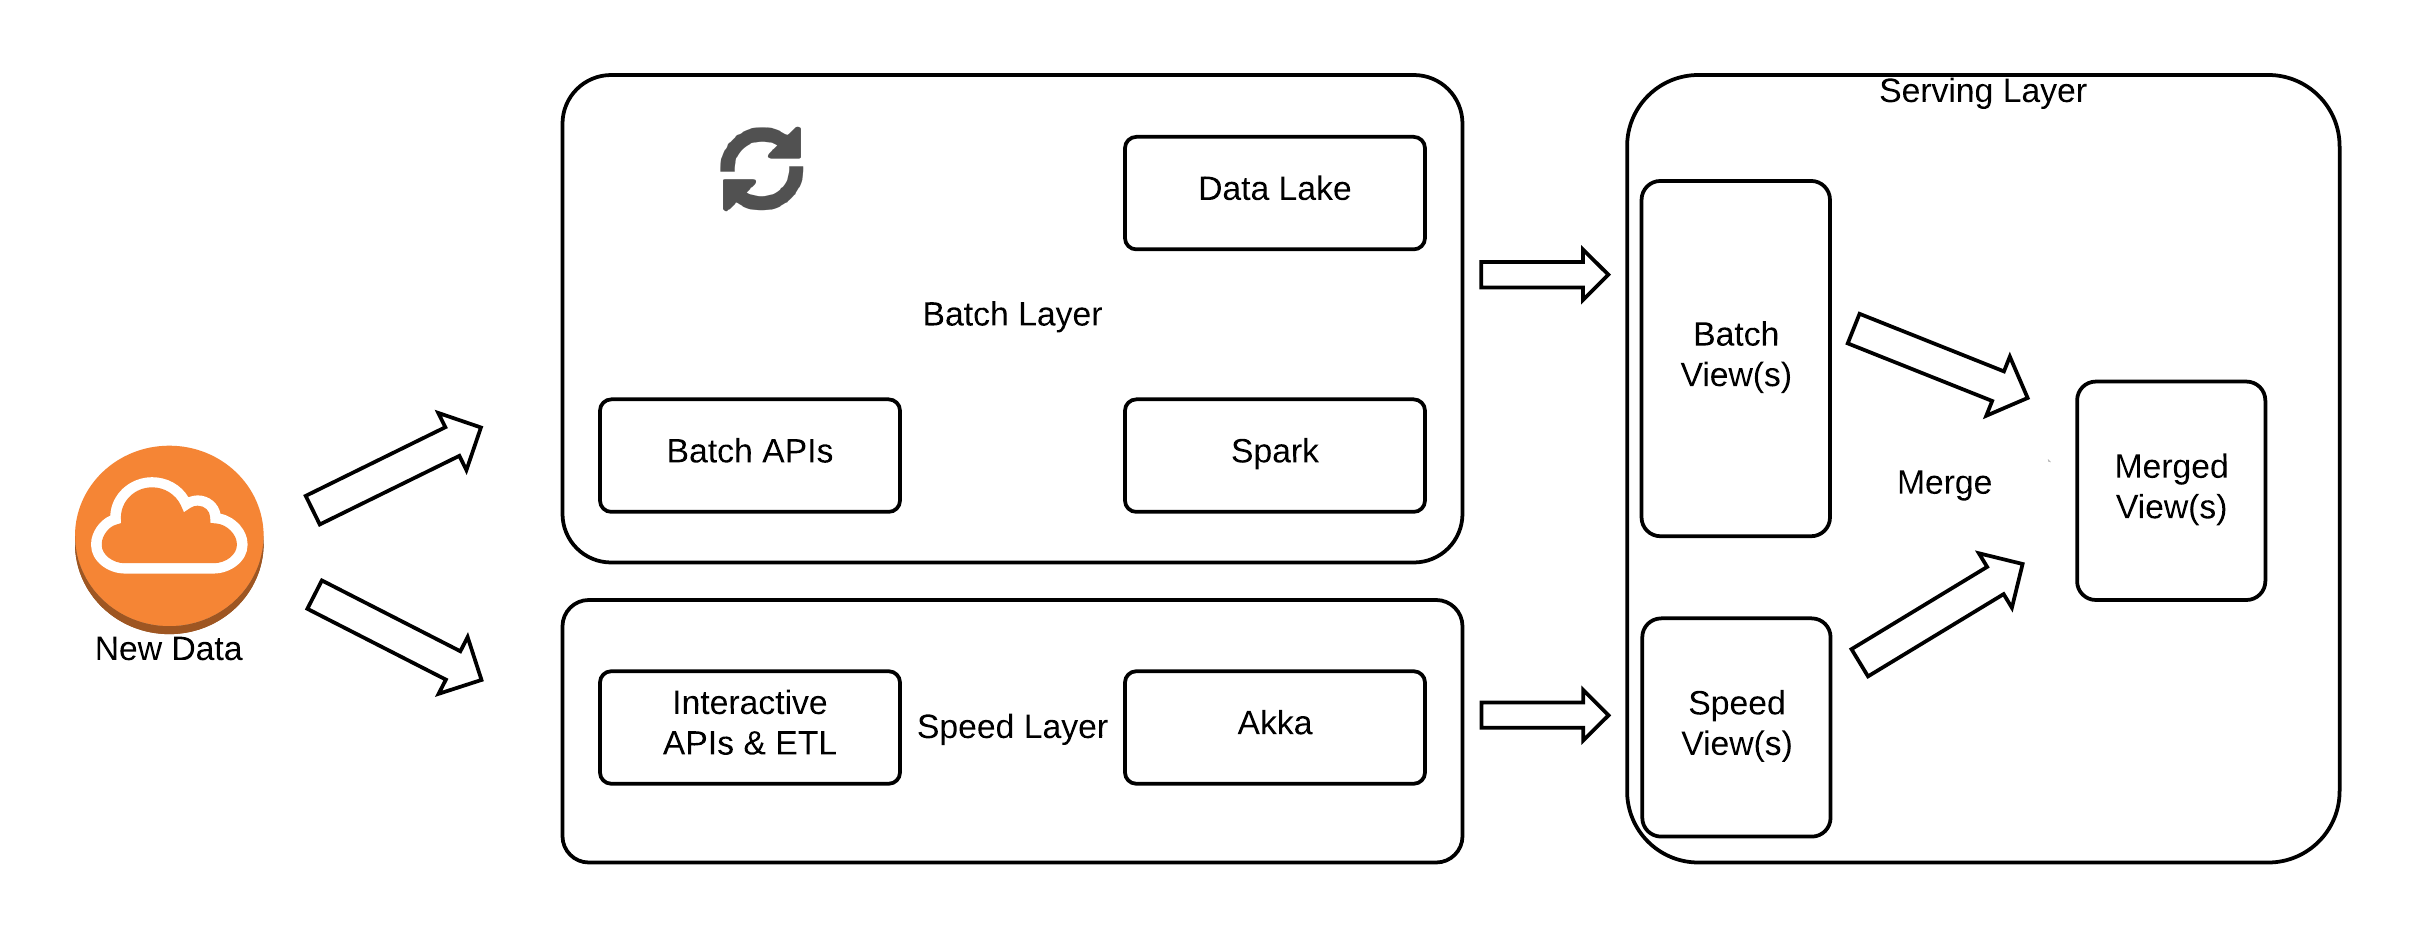 New Data
Data Lake
Batch Layer
Batch APIs
Spark
Interactive
APIs & ETL
Speed Layer
Akka
Serving Layer
Batch
View(s)
Merge
Merged
View(s)
Speed
View(s)